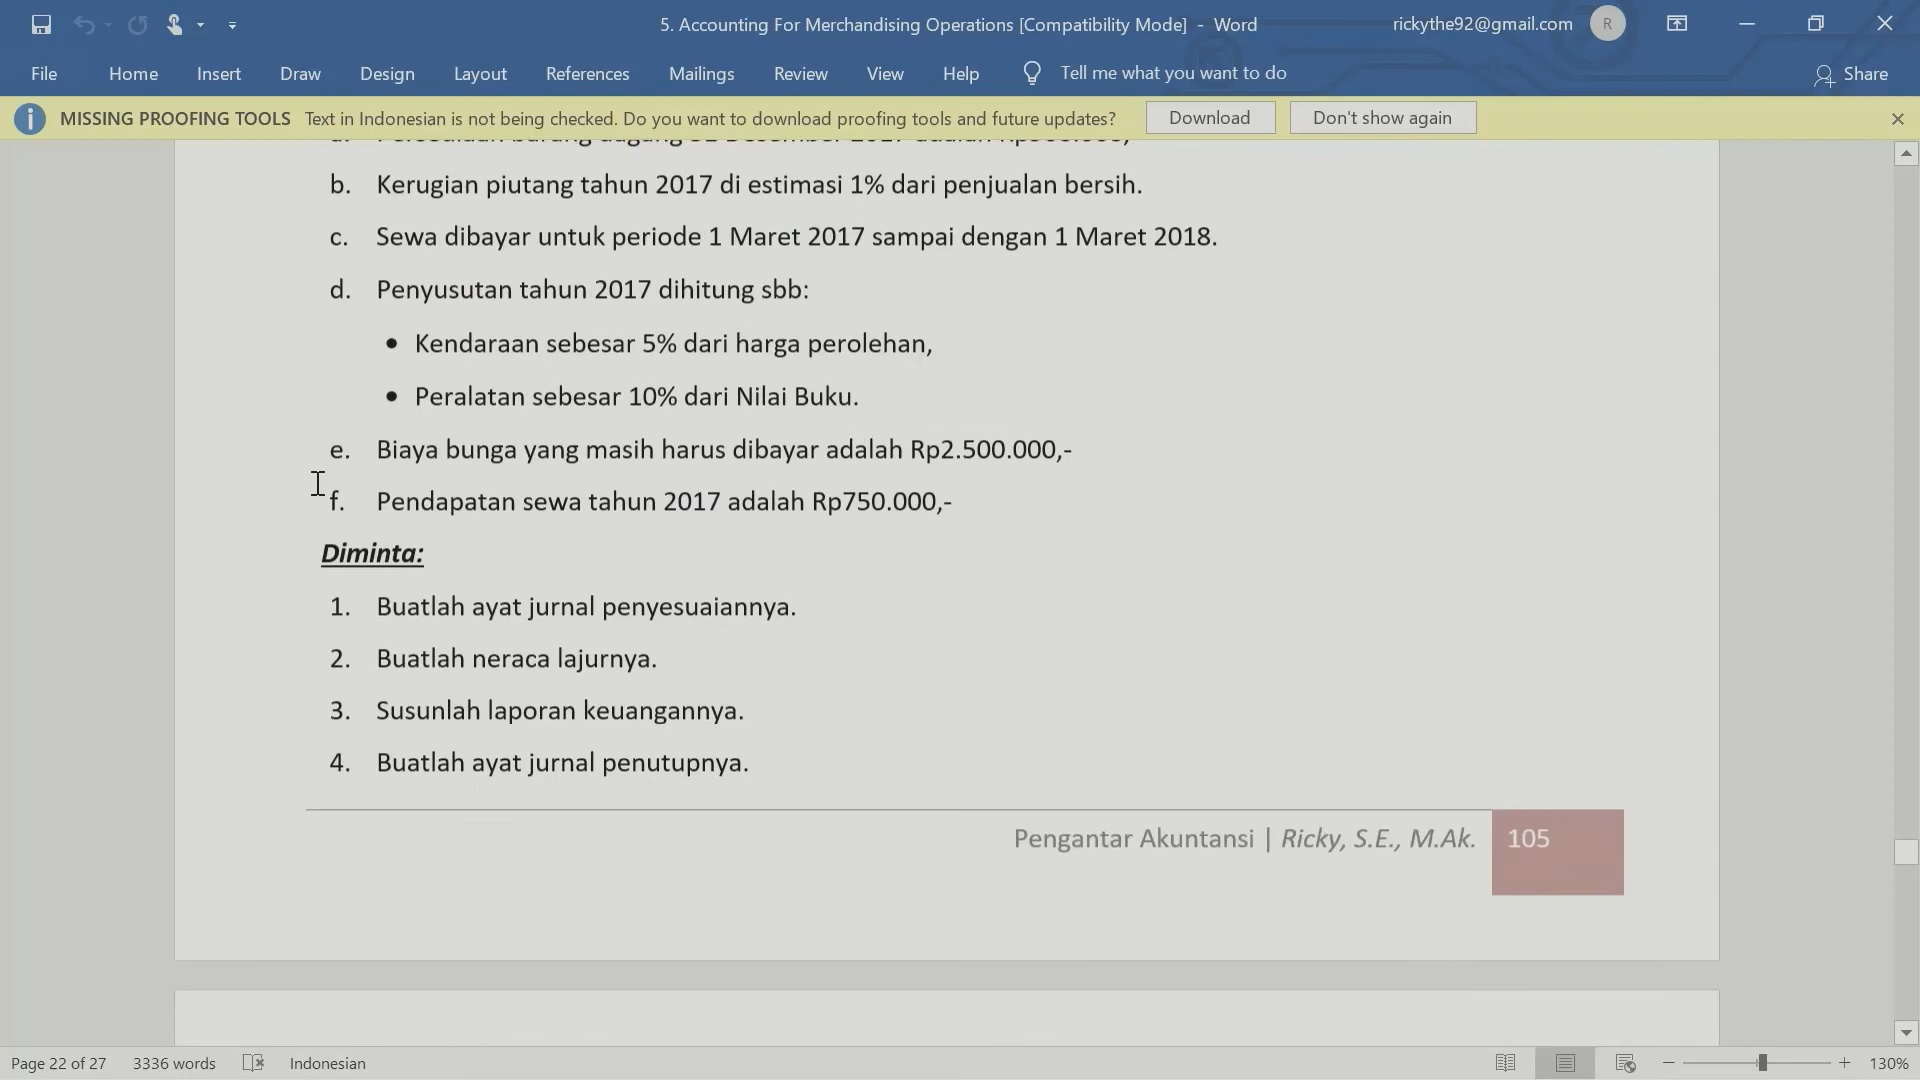 5. Accounting For Merchandising Operations [Compatibility Mode] - Word
rickythe92@gmail.com
R
File Home Insert Draw Design Layout References Mailings Review View Help Tell me what you want to do Share
MISSING PROOFING TOOLS Text in Indonesian is not being checked. Do you want to download proofing tools and future updates? Download Don't show again
b. Kerugian piutang tahun 2017 di estimasi 1% dari penjualan bersih.
c. Sewa dibayar untuk periode 1 Maret 2017 sampai dengan 1 Maret 2018.
d. Penyusutan tahun 2017 dihitung sbb:
• Kendaraan sebesar 5% dari harga perolehan,
• Peralatan sebesar 10% dari Nilai Buku.
e. Biaya bunga yang masih harus dibayar adalah Rp2.500.000,-
f. Pendapatan sewa tahun 2017 adalah Rp750.000,-
Diminta:
1. Buatlah ayat jurnal penyesuaiannya.
2. Buatlah neraca lajurnya.
3. Susunlah laporan keuangannya.
4. Buatlah ayat jurnal penutupnya.
Pengantar Akuntansi | Ricky, S.E., M.Ak. 105
Page 22 of 27 3336 words Indonesian 130%